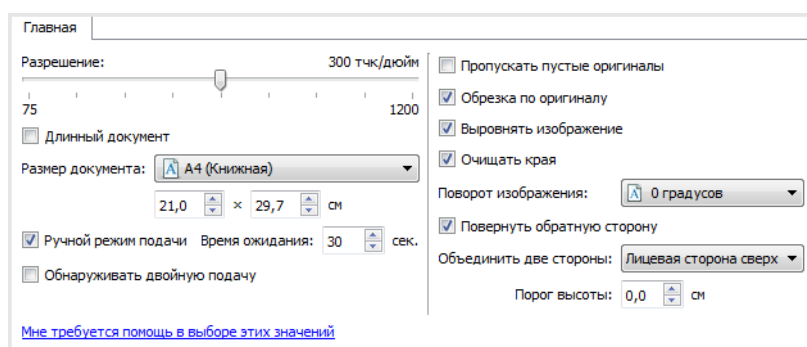 Главная
Разрешение: 300 тчк/дюйм
75 1200
Длинный документ
Размер документа: A4 (Книжная)
21,0 × 29,7 см
Ручной режим подачи Время ожидания: 30 сек.
Обнаруживать двойную подачу
Мне требуется помощь в выборе этих значений
Пропускать пустые оригиналы
Обрезка по оригиналу
Выровнять изображение
Очищать края
Поворот изображения: 0 градусов
Повернуть обратную сторону
Объединить две стороны: Лицевая сторона сверх
Порог высоты: 0,0 см